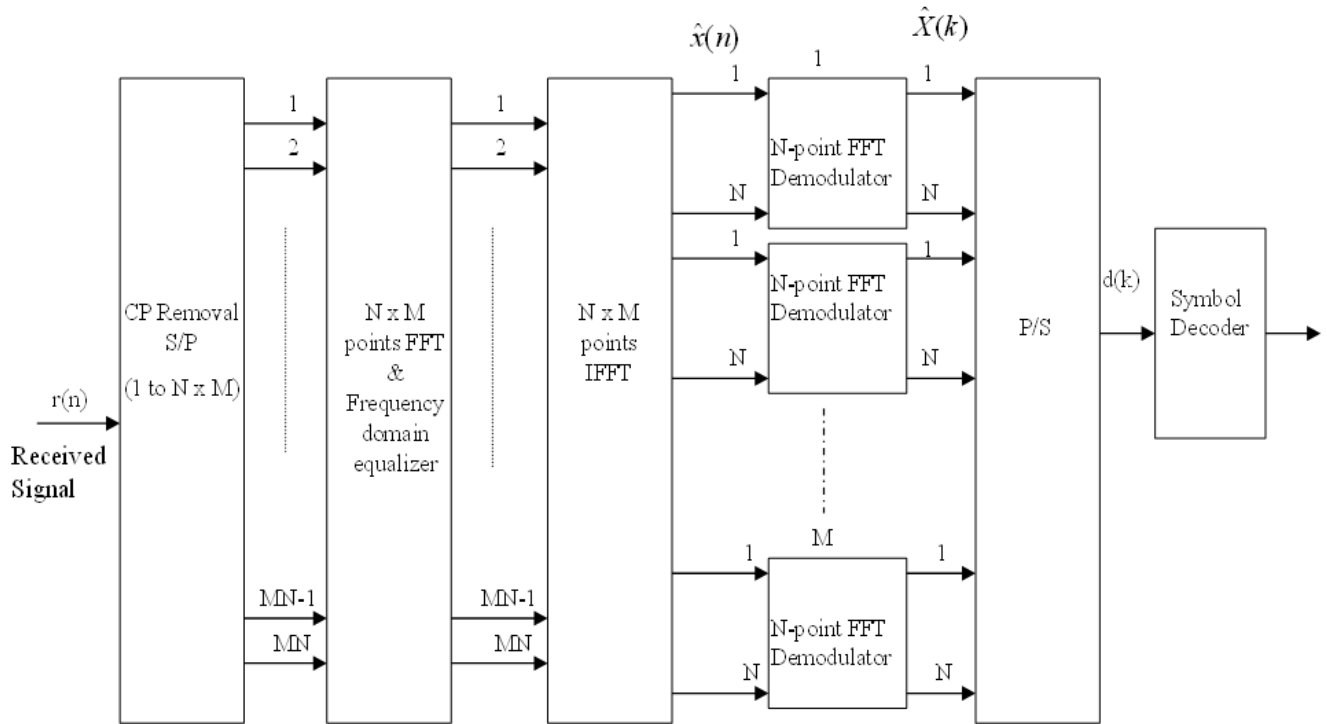 x̂(n)
X̂(k)
1
1
1
1
1
2
2
N-point FFT
Demodulator
N
N
1
1
N-point FFT
Demodulator
N
N
CP Removal
S/P
(1 to N x M)
N x M
points FFT
&
Frequency
domain
equalizer
N x M
points
IFFT
P/S
d(k)
Symbol
Decoder
r(n)
Received
Signal
M
1
1
MN-1
MN-1
MN
MN
N-point FFT
Demodulator
N
N